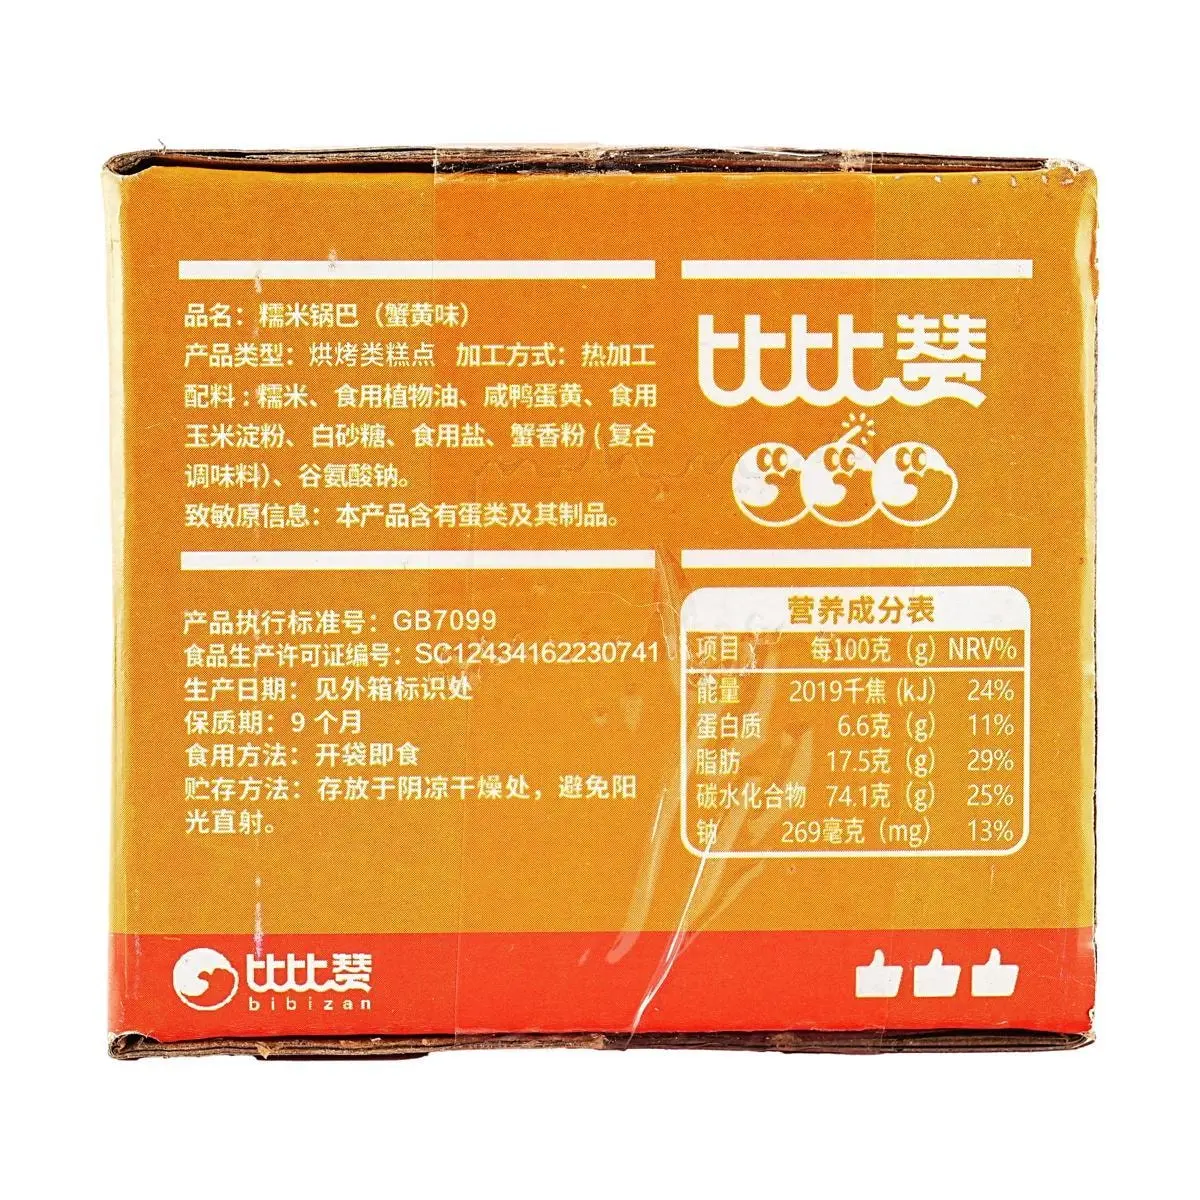 品名：糯米锅巴（蟹黄味）
产品类型：烘烤类糕点 加工方式：热加工
配料：糯米、食用植物油、咸鸭蛋黄、食用
玉米淀粉、白砂糖、食用盐、蟹香粉(复合
调味料)、谷氨酸钠。
致敏原信息：本产品含有蛋类及其制品。
比比赞
产品执行标准号：GB7099
食品生产许可证编号：SC12434162230741
生产日期：见外箱标识处
保质期：9个月
食用方法：开袋即食
贮存方法：存放于阴凉干燥处，避免阳
光直射。
营养成分表
项目 每100克（g) NRV%
能量 2019千焦(kJ) 24%
蛋白质 6.6克（g) 11%
脂肪 17.5克（g) 29%
碳水化合物 74.1克（g) 25%
钠 269毫克（mg) 13%
比比赞
bibizan